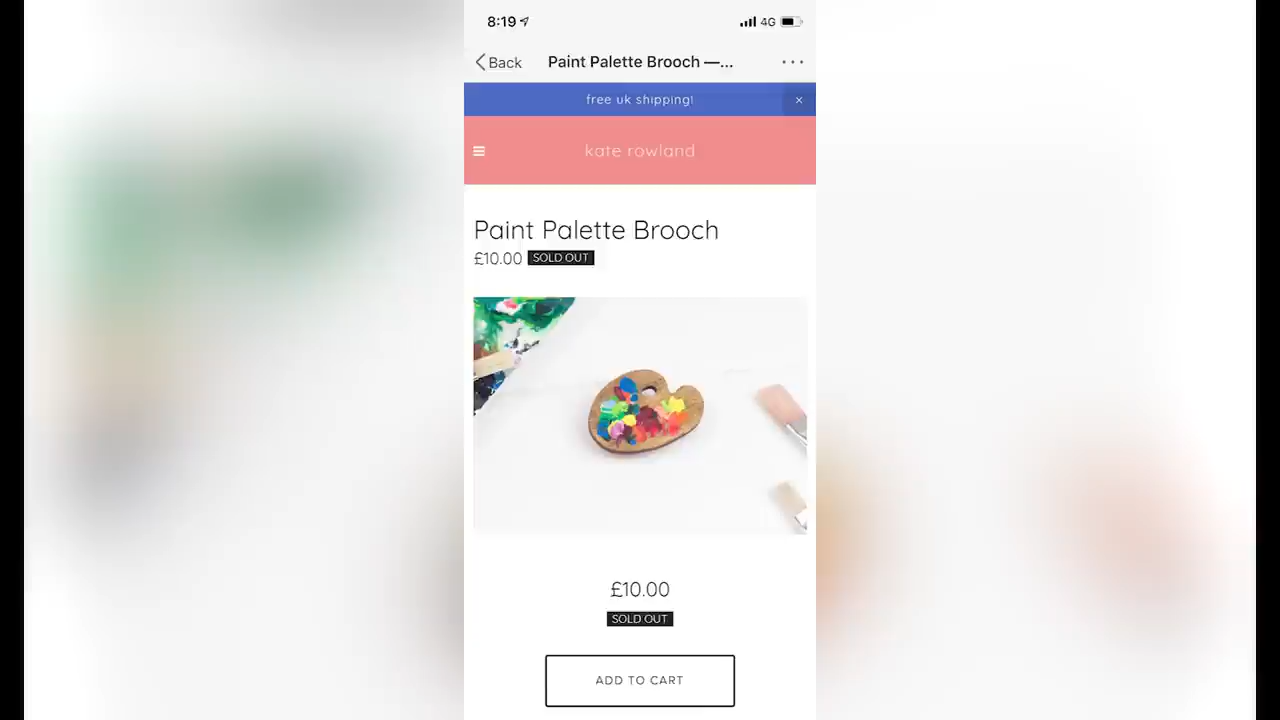 8:19 4G
Back Paint Palette Brooch —...
free uk shipping!
kate rowland
Paint Palette Brooch
£10.00 SOLD OUT
£10.00
SOLD OUT
ADD TO CART